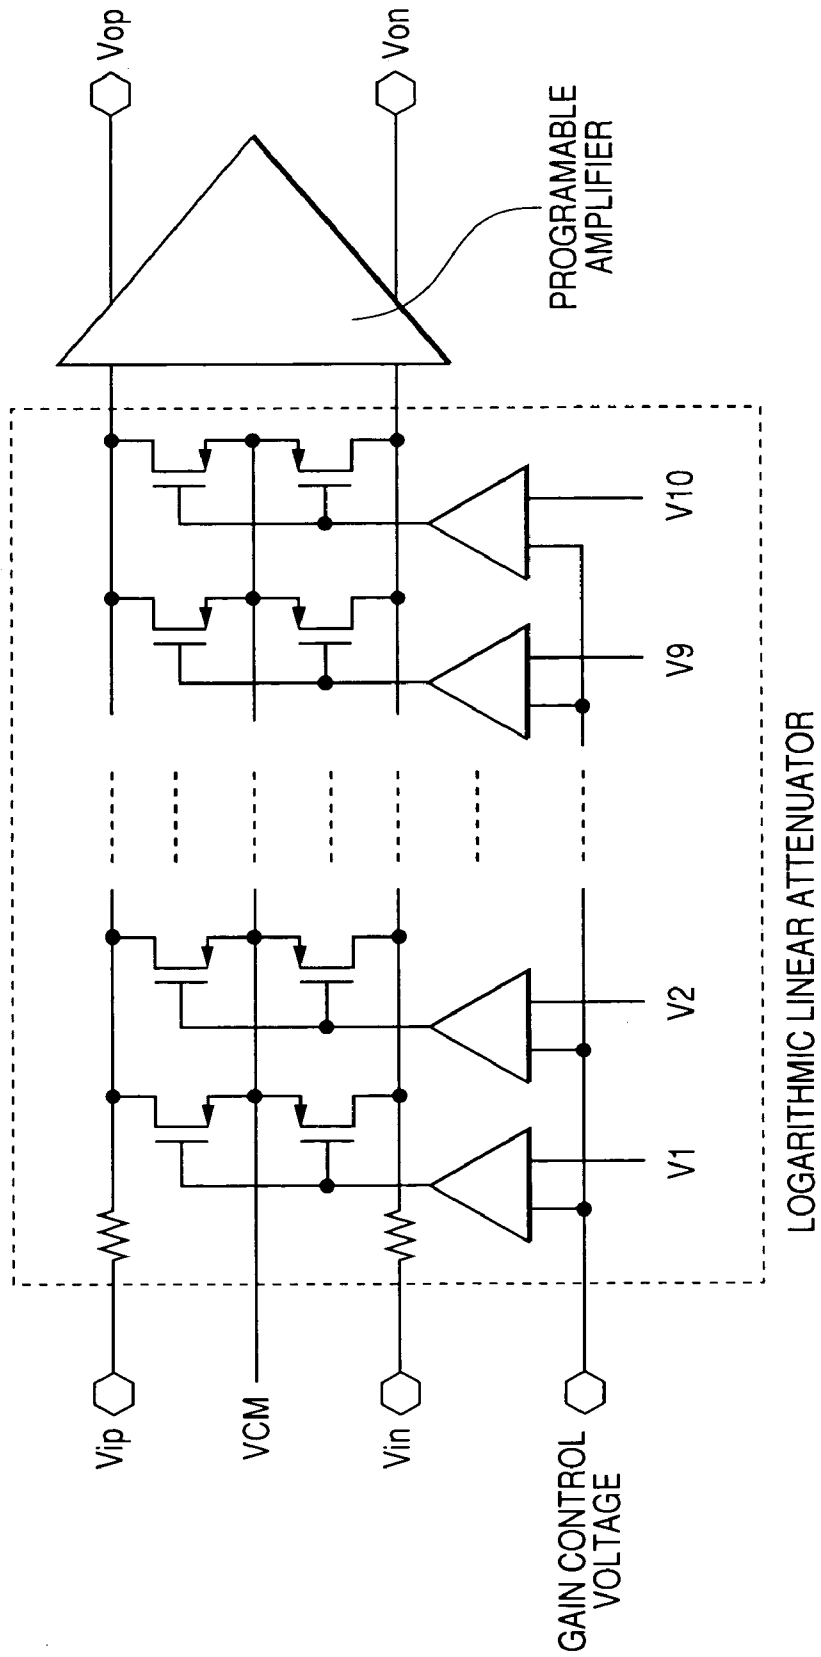 Vip
Vop
VCM
Vin
Von
GAIN CONTROL
VOLTAGE
V1
V2
V9
V10
PROGRAMABLE
AMPLIFIER
LOGARITHMIC LINEAR ATTENUATOR